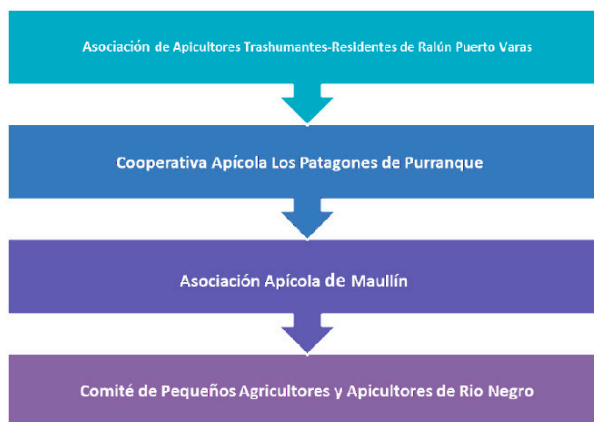 Asociación de Apicultores Trashumantes-Residentes de Ralún Puerto Varas
Cooperativa Apícola Los Patagones de Purranque
Asociación Apícola de Maullín
Comité de Pequeños Agricultores y Apicultores de Rio Negro